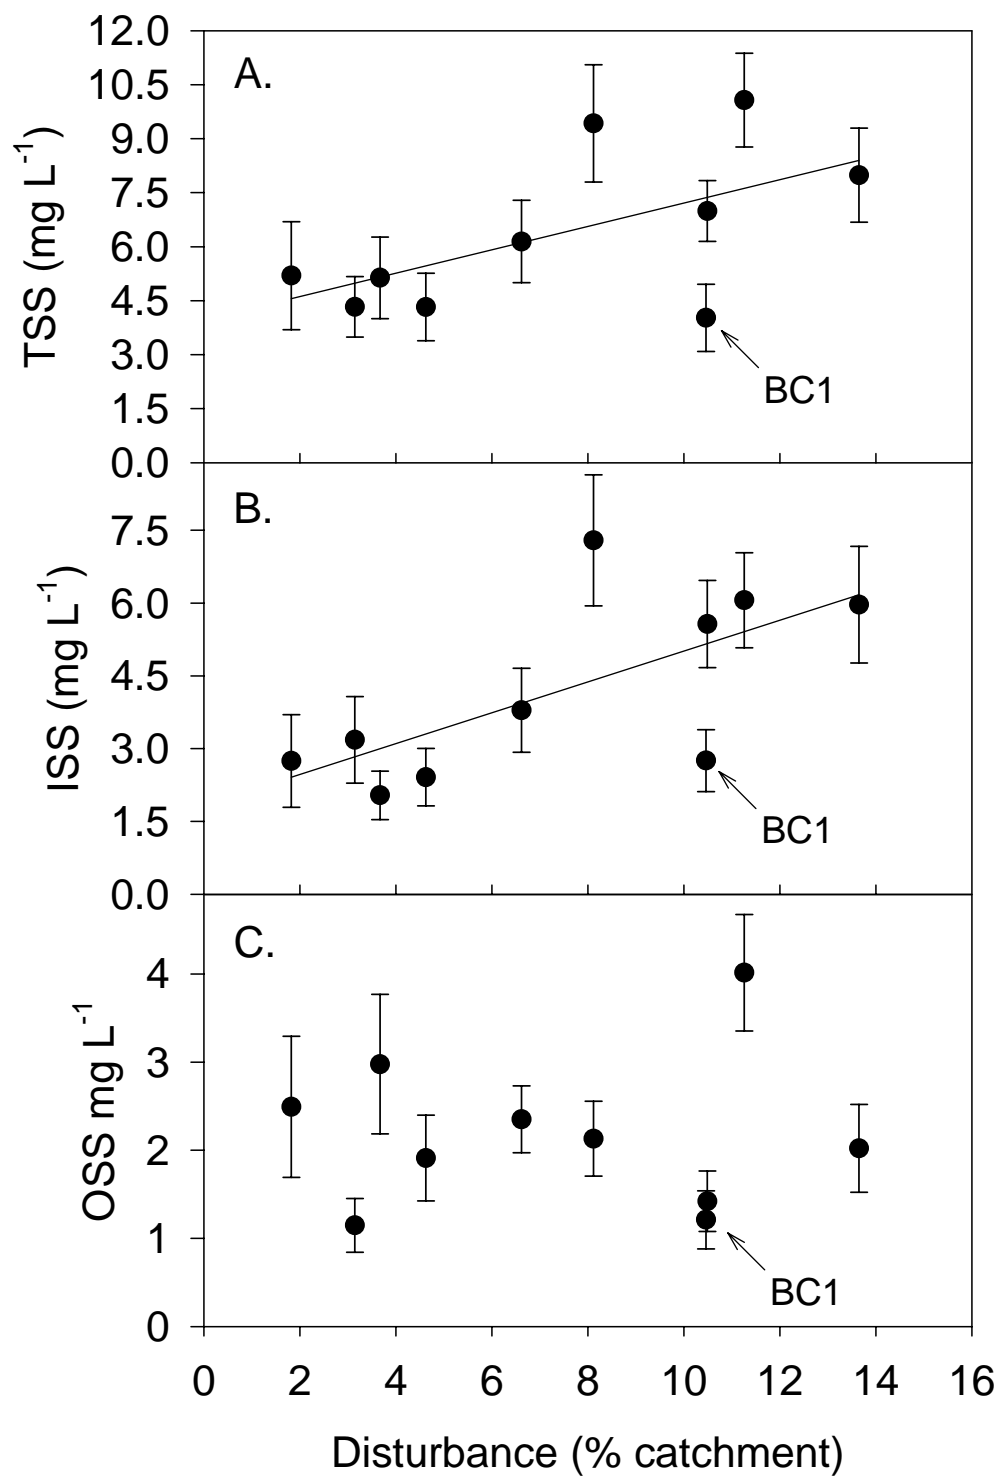 A.
TSS (mg L⁻¹)
12.0
10.5
9.0
7.5
6.0
4.5
3.0
1.5
0.0
BC1
B.
ISS (mg L⁻¹)
7.5
6.0
4.5
3.0
1.5
0.0
BC1
C.
OSS mg L⁻¹
4
3
2
1
0
BC1
0 2 4 6 8 10 12 14 16
Disturbance (% catchment)